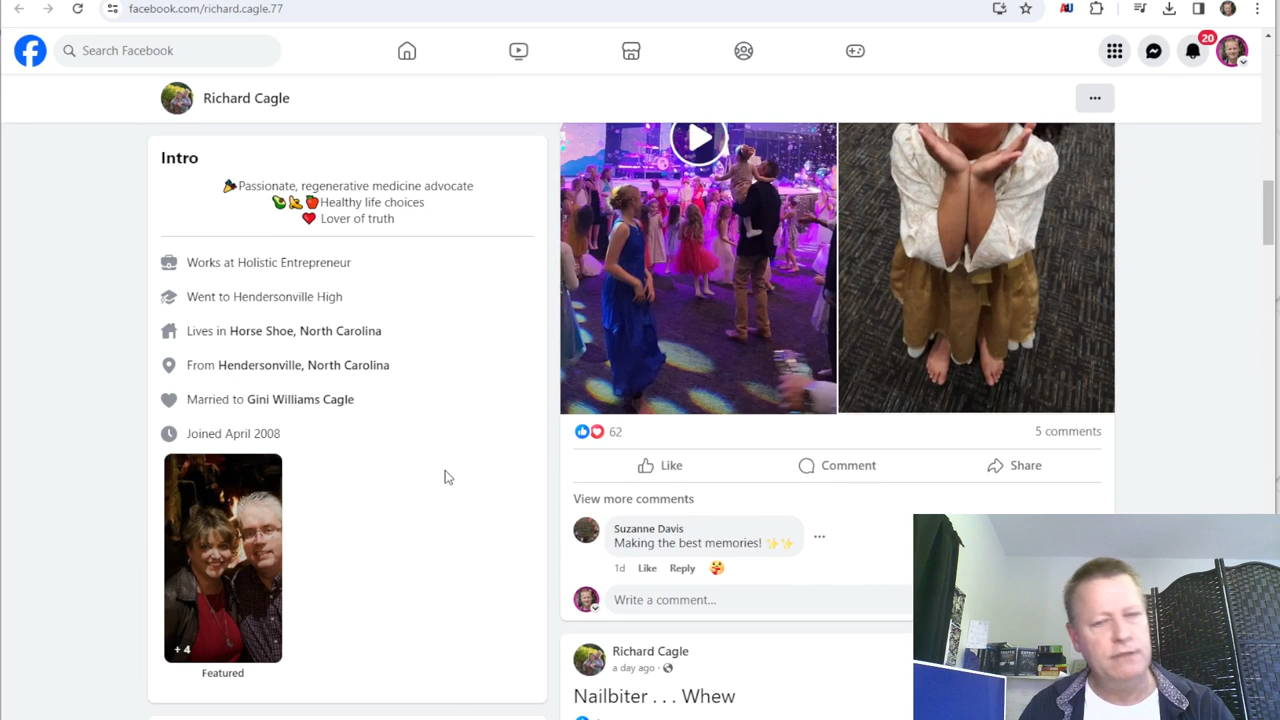 facebook.com/richard.cagle.77
Search Facebook
20
Richard Cagle
Intro
Passionate, regenerative medicine advocate
Healthy life choices
Lover of truth
Works at Holistic Entrepreneur
Went to Hendersonville High
Lives in Horse Shoe, North Carolina
From Hendersonville, North Carolina
Married to Gini Williams Cagle
Joined April 2008
+ 4
Featured
62
5 comments
Like
Comment
Share
View more comments
Suzanne Davis
Making the best memories! ✨✨
1d Like Reply
Write a comment...
Richard Cagle
a day ago ·
Nailbiter . . . Whew